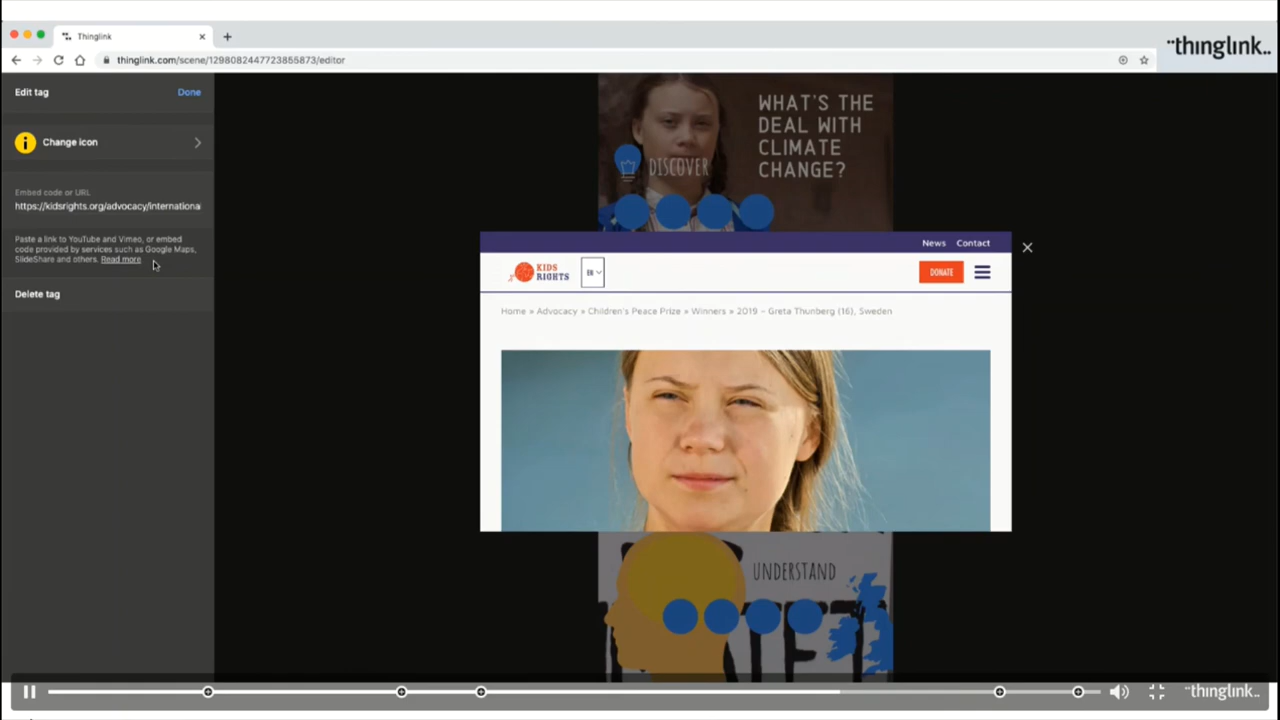 Thinglink
thinglink.com/scene/1298082447723855873/editor
thinglink..
Edit tag
Done
Change icon
Embed code or URL
https://kidsrights.org/advocacy/internationa
Paste a link to YouTube and Vimeo, or embed
code provided by services such as Google Maps,
SlideShare and others. Read more
Delete tag
WHAT'S THE
DEAL WITH
CLIMATE
CHANGE?
DISCOVER
News Contact
KIDS
RIGHTS
DONATE
Home » Advocacy » Children's Peace Prize » Winners » 2019 – Greta Thunberg (16), Sweden
UNDERSTAND
thinglink..